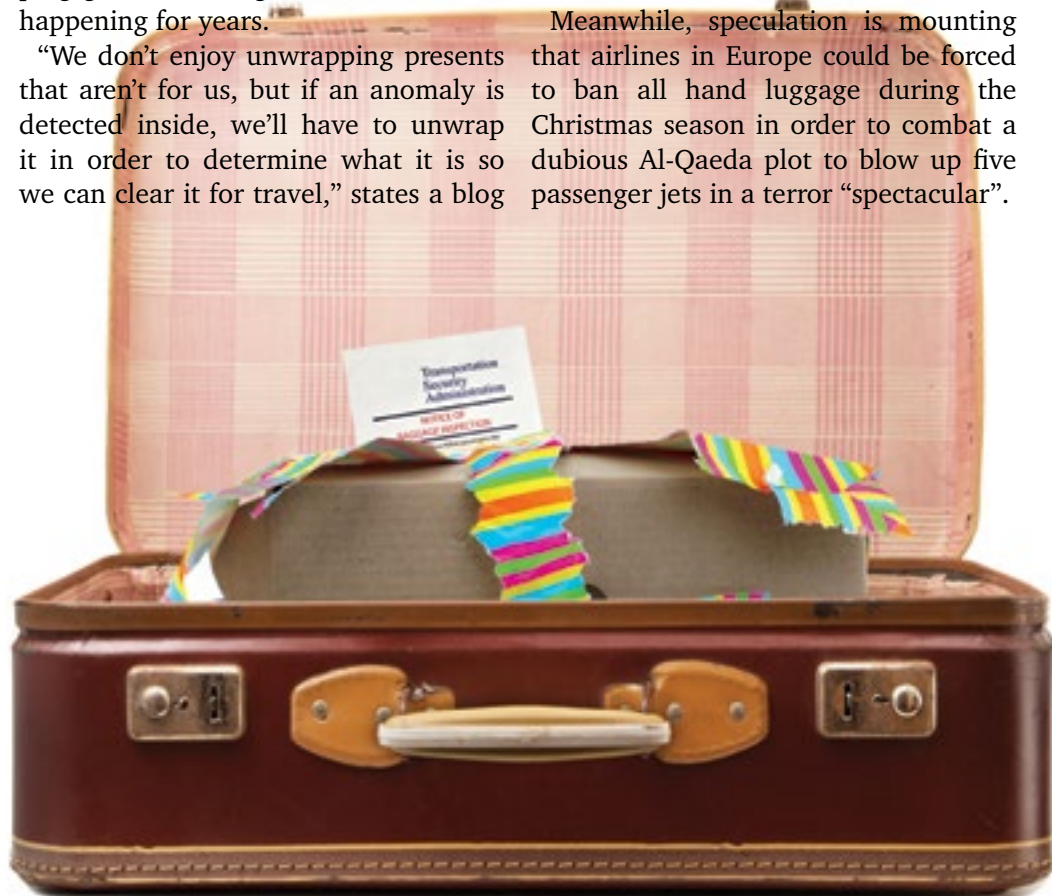 happening for years.
“We don’t enjoy unwrapping presents
that aren’t for us, but if an anomaly is
detected inside, we’ll have to unwrap
it in order to determine what it is so
we can clear it for travel,” states a blog
Meanwhile, speculation is mounting
that airlines in Europe could be forced
to ban all hand luggage during the
Christmas season in order to combat a
dubious Al-Qaeda plot to blow up five
passenger jets in a terror “spectacular”.
Transportation
Security
Administration
NOTICE OF
BAGGAGE INSPECTION